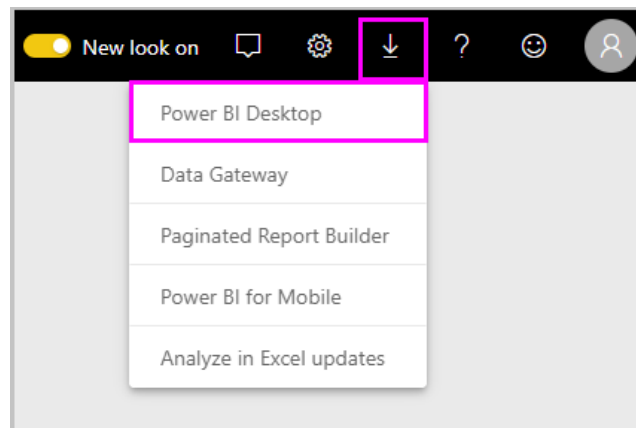 New look on
Power BI Desktop
Data Gateway
Paginated Report Builder
Power BI for Mobile
Analyze in Excel updates